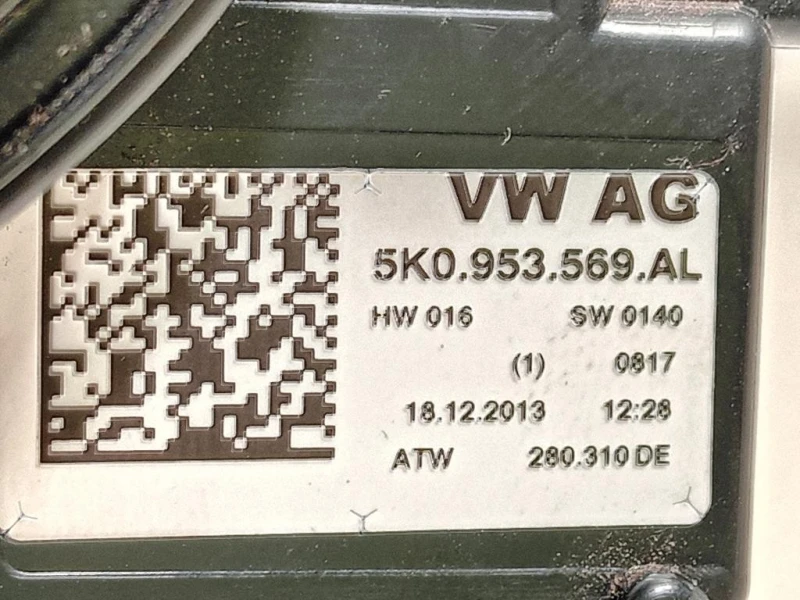 VW AG
5K0.953.569.AL
HW 016 SW 0140
(1) 0817
18.12.2013 12:28
ATW 280.310 DE